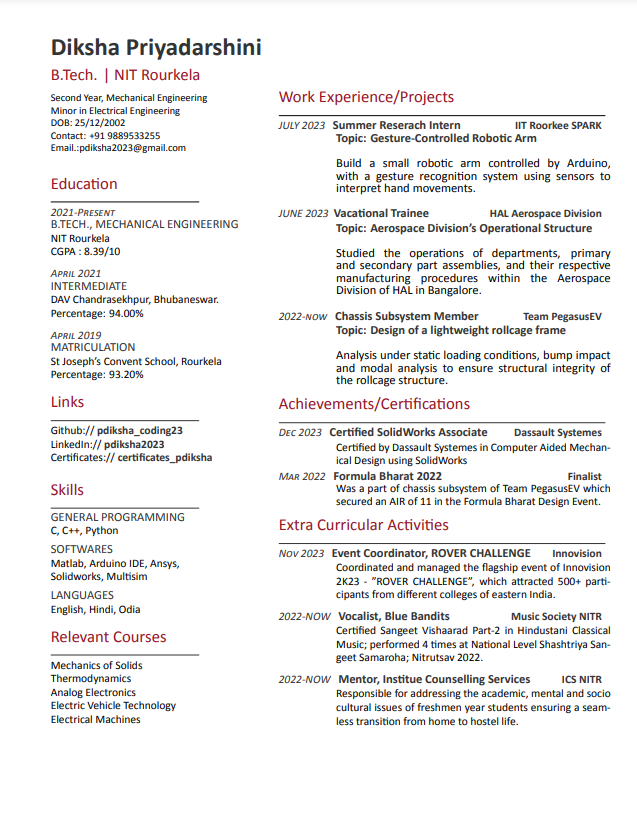 Diksha Priyadarshini
B.Tech. | NIT Rourkela
Second Year, Mechanical Engineering
Minor in Electrical Engineering
DOB: 25/12/2002
Contact: +91 9889533255
Email.:pdiksha2023@gmail.com
Education
2021-Present
B.TECH., MECHANICAL ENGINEERING
NIT Rourkela
CGPA : 8.39/10
April 2021
INTERMEDIATE
DAV Chandrasekhpur, Bhubaneswar.
Percentage: 94.00%
April 2019
MATRICULATION
St Joseph's Convent School, Rourkela
Percentage: 93.20%
Links
Github:// pdiksha_coding23
LinkedIn:// pdiksha2023
Certificates:// certificates_pdiksha
Skills
GENERAL PROGRAMMING
C, C++, Python
SOFTWARES
Matlab, Arduino IDE, Ansys,
Solidworks, Multisim
LANGUAGES
English, Hindi, Odia
Relevant Courses
Mechanics of Solids
Thermodynamics
Analog Electronics
Electric Vehicle Technology
Electrical Machines
Work Experience/Projects
JULY 2023 Summer Reserach Intern IIT Roorkee SPARK
Topic: Gesture-Controlled Robotic Arm
Build a small robotic arm controlled by Arduino,
with a gesture recognition system using sensors to
interpret hand movements.
JUNE 2023 Vacational Trainee HAL Aerospace Division
Topic: Aerospace Division's Operational Structure
Studied the operations of departments, primary
and secondary part assemblies, and their respective
manufacturing procedures within the Aerospace
Division of HAL in Bangalore.
2022-now Chassis Subsystem Member Team PegasusEV
Topic: Design of a lightweight rollcage frame
Analysis under static loading conditions, bump impact
and modal analysis to ensure structural integrity of
the rollcage structure.
Achievements/Certifications
Dec 2023 Certified SolidWorks Associate Dassault Systemes
Certified by Dassault Systemes in Computer Aided Mechan-
ical Design using SolidWorks
Mar 2022 Formula Bharat 2022 Finalist
Was a part of chassis subsystem of Team PegasusEV which
secured an AIR of 11 in the Formula Bharat Design Event.
Extra Curricular Activities
Nov 2023 Event Coordinator, ROVER CHALLENGE Innovision
Coordinated and managed the flagship event of Innovision
2K23 - ”ROVER CHALLENGE”, which attracted 500+ parti-
cipants from different colleges of eastern India.
2022-NOW Vocalist, Blue Bandits Music Society NITR
Certified Sangeet Vishaarad Part-2 in Hindustani Classical
Music; performed 4 times at National Level Shashtriya San-
geet Samaroha; Nitrutsav 2022.
2022-NOW Mentor, Institue Counselling Services ICS NITR
Responsible for addressing the academic, mental and socio
cultural issues of freshmen year students ensuring a seam-
less transition from home to hostel life.